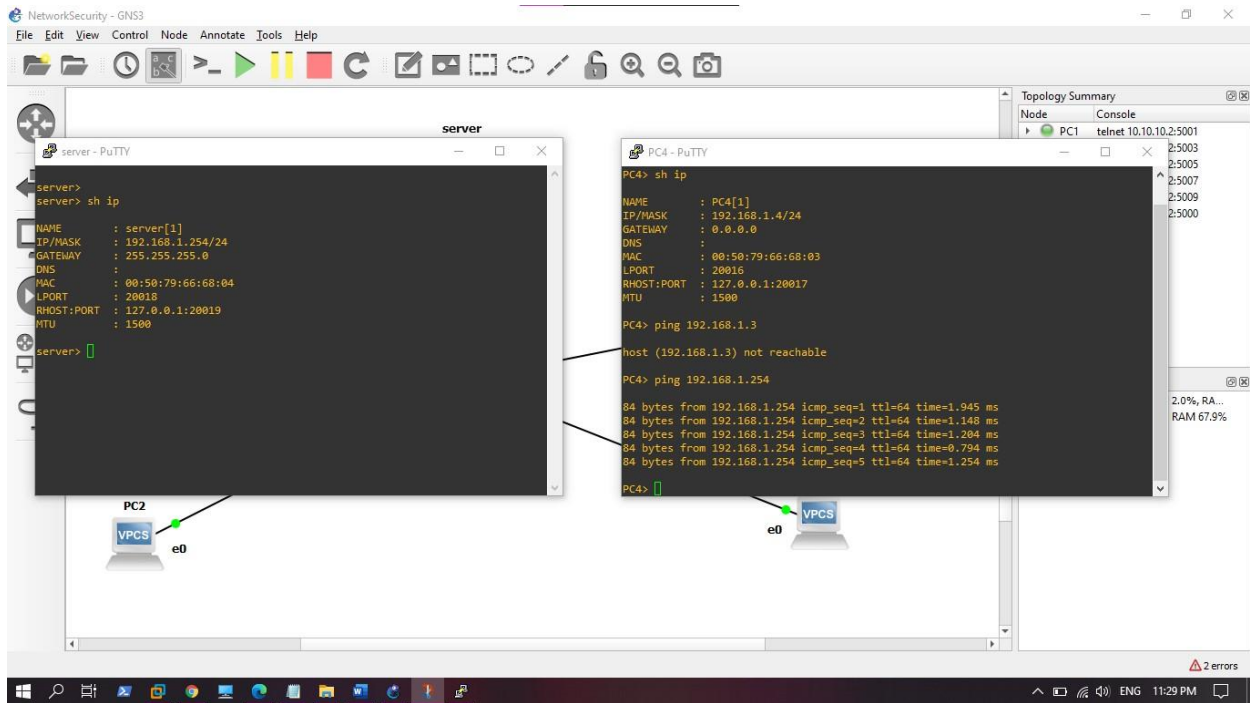 NetworkSecurity - GNS3
File Edit View Control Node Annotate Tools Help
server
server - PuTTY
server>
server> sh ip
NAME : server[1]
IP/MASK : 192.168.1.254/24
GATEWAY : 255.255.255.0
DNS :
MAC : 00:50:79:66:68:04
LPORT : 20018
RHOST:PORT : 127.0.0.1:20019
MTU : 1500
server>
PC4 - PuTTY
PC4> sh ip
NAME : PC4[1]
IP/MASK : 192.168.1.4/24
GATEWAY : 0.0.0.0
DNS :
MAC : 00:50:79:66:68:03
LPORT : 20016
RHOST:PORT : 127.0.0.1:20017
MTU : 1500
PC4> ping 192.168.1.3
host (192.168.1.3) not reachable
PC4> ping 192.168.1.254
84 bytes from 192.168.1.254 icmp_seq=1 ttl=64 time=1.945 ms
84 bytes from 192.168.1.254 icmp_seq=2 ttl=64 time=1.148 ms
84 bytes from 192.168.1.254 icmp_seq=3 ttl=64 time=1.204 ms
84 bytes from 192.168.1.254 icmp_seq=4 ttl=64 time=0.794 ms
84 bytes from 192.168.1.254 icmp_seq=5 ttl=64 time=1.254 ms
PC4>
Topology Summary
Node Console
PC1 telnet 10.10.10.2:5001
2:5003
2:5005
2:5007
2:5009
2:5000
2.0%, RA...
RAM 67.9%
PC2
VPCS
e0
VPCS
e0
2 errors
ENG 11:29 PM